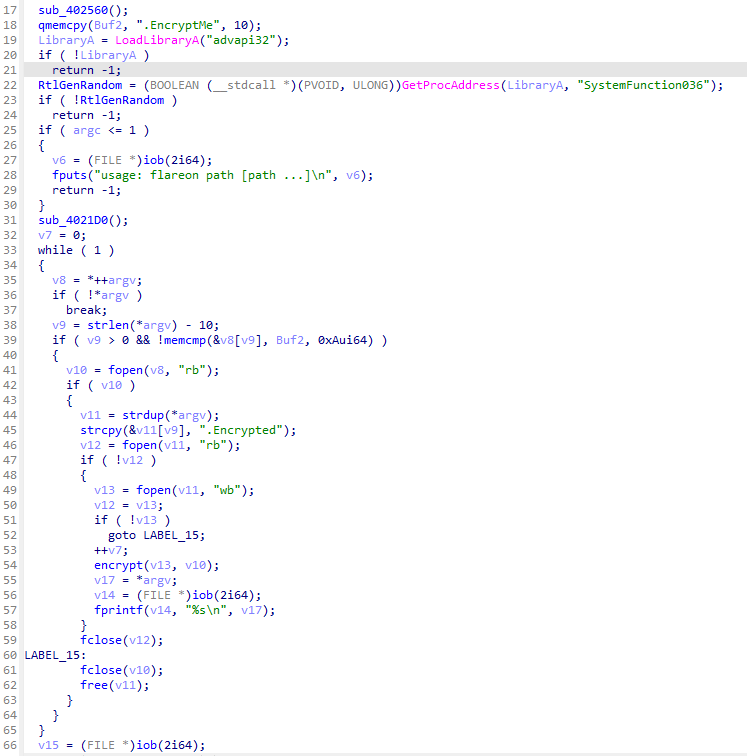 17 sub_402560();
18 qmemcpy(Buf2, ".EncryptMe", 10);
19 LibraryA = LoadLibraryA("advapi32");
20 if ( !LibraryA )
21 return -1;
22 RtlGenRandom = (BOOLEAN (__stdcall *)(PVOID, ULONG))GetProcAddress(LibraryA, "SystemFunction036");
23 if ( !RtlGenRandom )
24 return -1;
25 if ( argc <= 1 )
26 {
27 v6 = (FILE *)iob(2i64);
28 fputs("usage: flareon path [path ...]\n", v6);
29 return -1;
30 }
31 sub_4021D0();
32 v7 = 0;
33 while ( 1 )
34 {
35 v8 = *++argv;
36 if ( !*argv )
37 break;
38 v9 = strlen(*argv) - 10;
39 if ( v9 > 0 && !memcmp(&v8[v9], Buf2, 0xAui64) )
40 {
41 v10 = fopen(v8, "rb");
42 if ( v10 )
43 {
44 v11 = strdup(*argv);
45 strcpy(&v11[v9], ".Encrypted");
46 v12 = fopen(v11, "rb");
47 if ( !v12 )
48 {
49 v13 = fopen(v11, "wb");
50 v12 = v13;
51 if ( !v13 )
52 goto LABEL_15;
53 ++v7;
54 encrypt(v13, v10);
55 v17 = *argv;
56 v14 = (FILE *)iob(2i64);
57 fprintf(v14, "%s\n", v17);
58 }
59 fclose(v12);
60 LABEL_15:
61 fclose(v10);
62 free(v11);
63 }
64 }
65 }
66 v15 = (FILE *)iob(2i64);